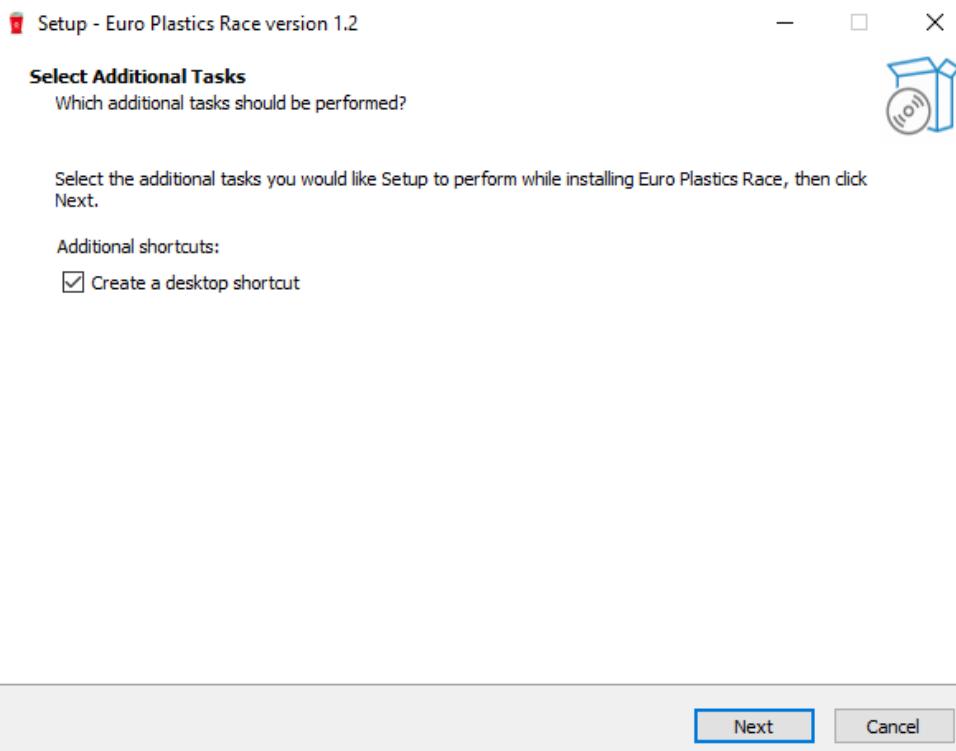 Setup - Euro Plastics Race version 1.2
Select Additional Tasks
Which additional tasks should be performed?
Select the additional tasks you would like Setup to perform while installing Euro Plastics Race, then click
Next.
Additional shortcuts:
Create a desktop shortcut
Next
Cancel